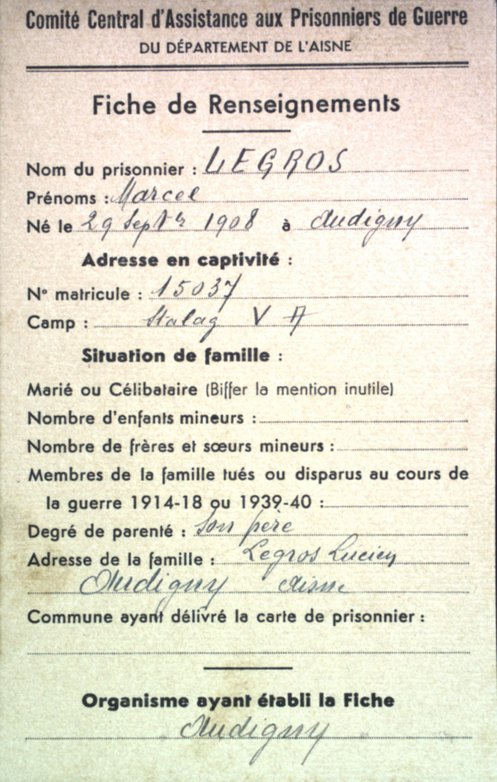 Comité Central d'Assistance aux Prisonniers de Guerre
DU DÉPARTEMENT DE L'AISNE
Fiche de Renseignements
Nom du prisonnier : LEGROS
Prénoms : Marcel
Né le 29 Septbre 1908 à Audigny
Adresse en captivité :
N° matricule : 15037
Camp : Stalag V A
Situation de famille :
Marié ou Célibataire (Biffer la mention inutile)
Nombre d'enfants mineurs :
Nombre de frères et sœurs mineurs :
Membres de la famille tués ou disparus au cours de
la guerre 1914-18 ou 1939-40 :
Degré de parenté : Son père
Adresse de la famille : Legros Lucien
Audigny Aisne
Commune ayant délivré la carte de prisonnier :
Organisme ayant établi la Fiche
Audigny